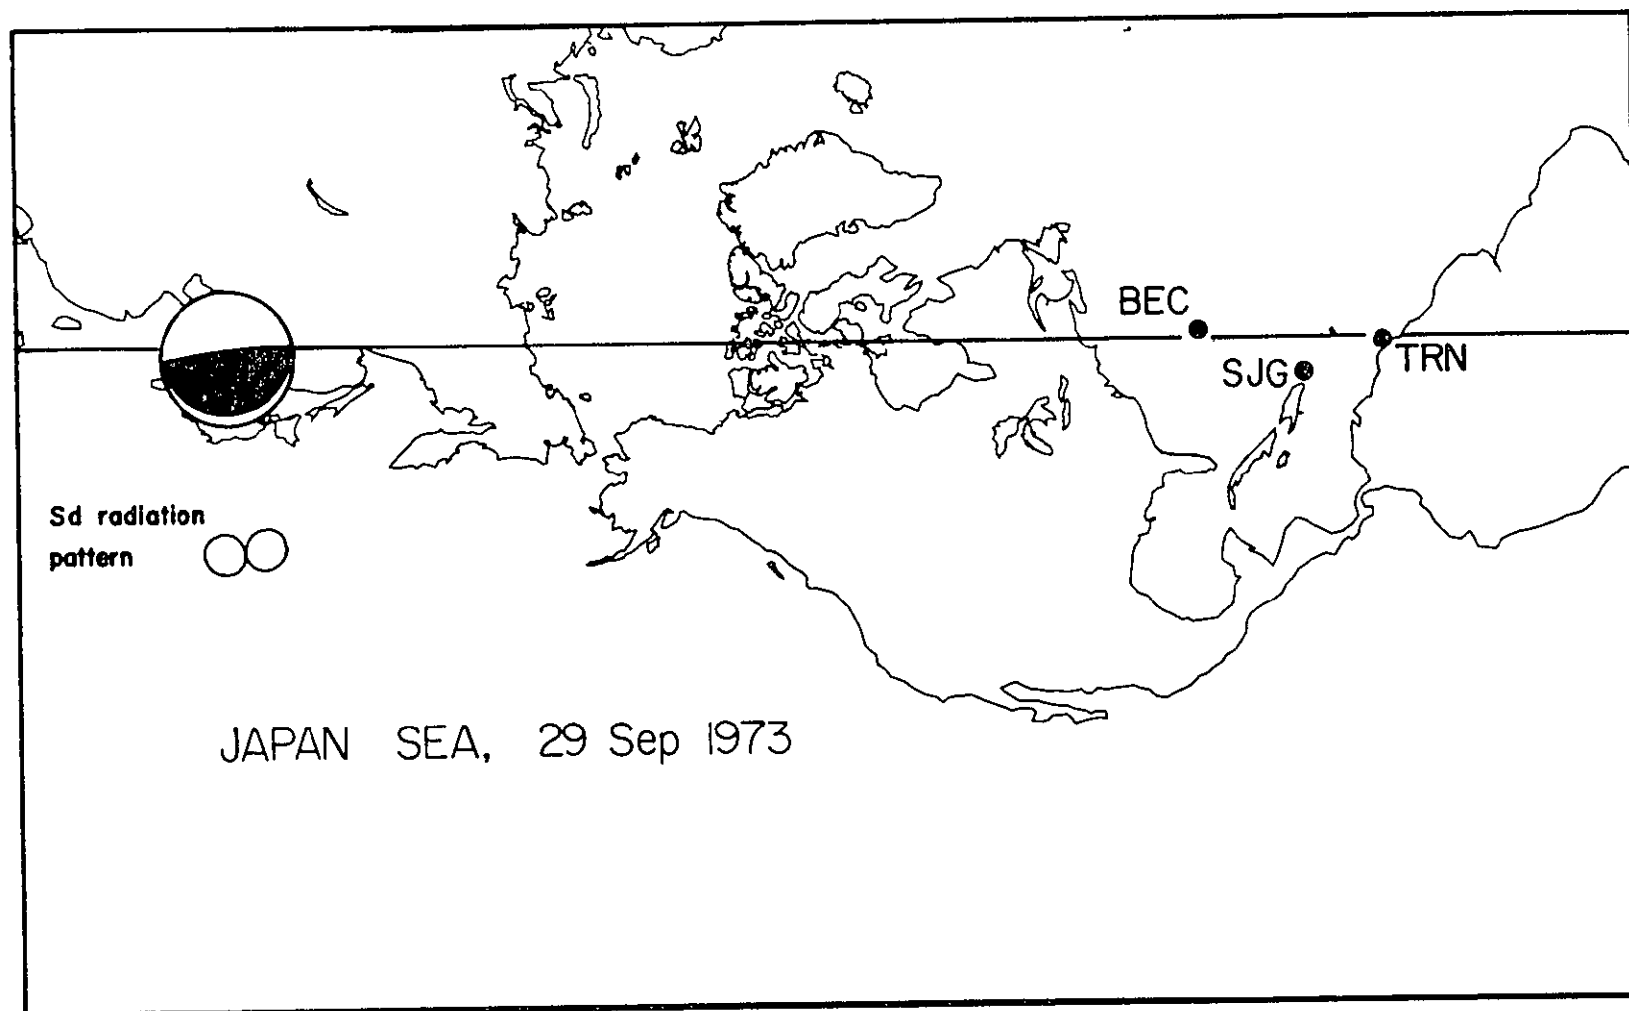 BEC
SJG
TRN
Sd radiation
pattern
JAPAN SEA, 29 Sep 1973